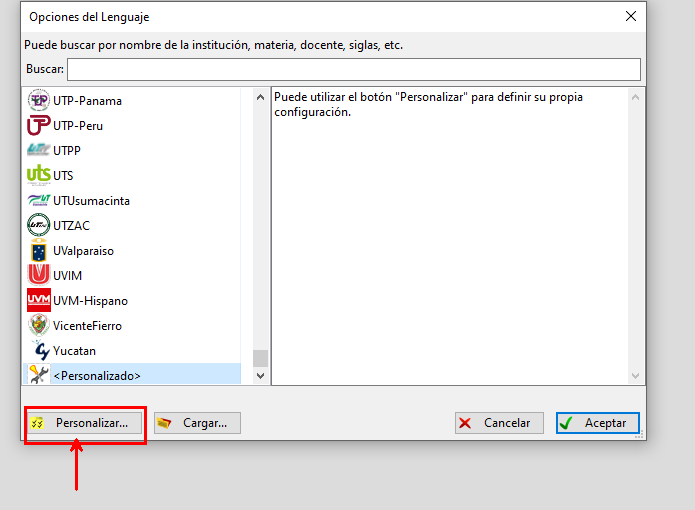 Opciones del Lenguaje
Puede buscar por nombre de la institución, materia, docente, siglas, etc.
Buscar:
UTP-Panama
UTP-Peru
UTPP
UTS
UTUsumacinta
UTZAC
UValparaiso
UVIM
UVM-Hispano
VicenteFierro
Yucatan
<Personalizado>
Puede utilizar el botón "Personalizar" para definir su propia
configuración.
Personalizar...
Cargar...
Cancelar
Aceptar